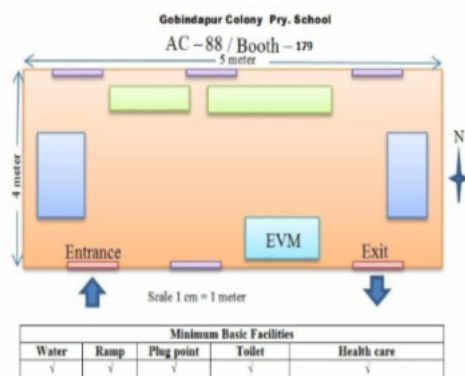 Gobindapur Colony Pry. School
AC – 88 / Booth – 179
5 meter
4 meter
N
EVM
Entrance
Exit
Scale 1 cm = 1 meter
Minimum Basic Facilities
Water Ramp Plug point Toilet Health care
√ √ √ √ √